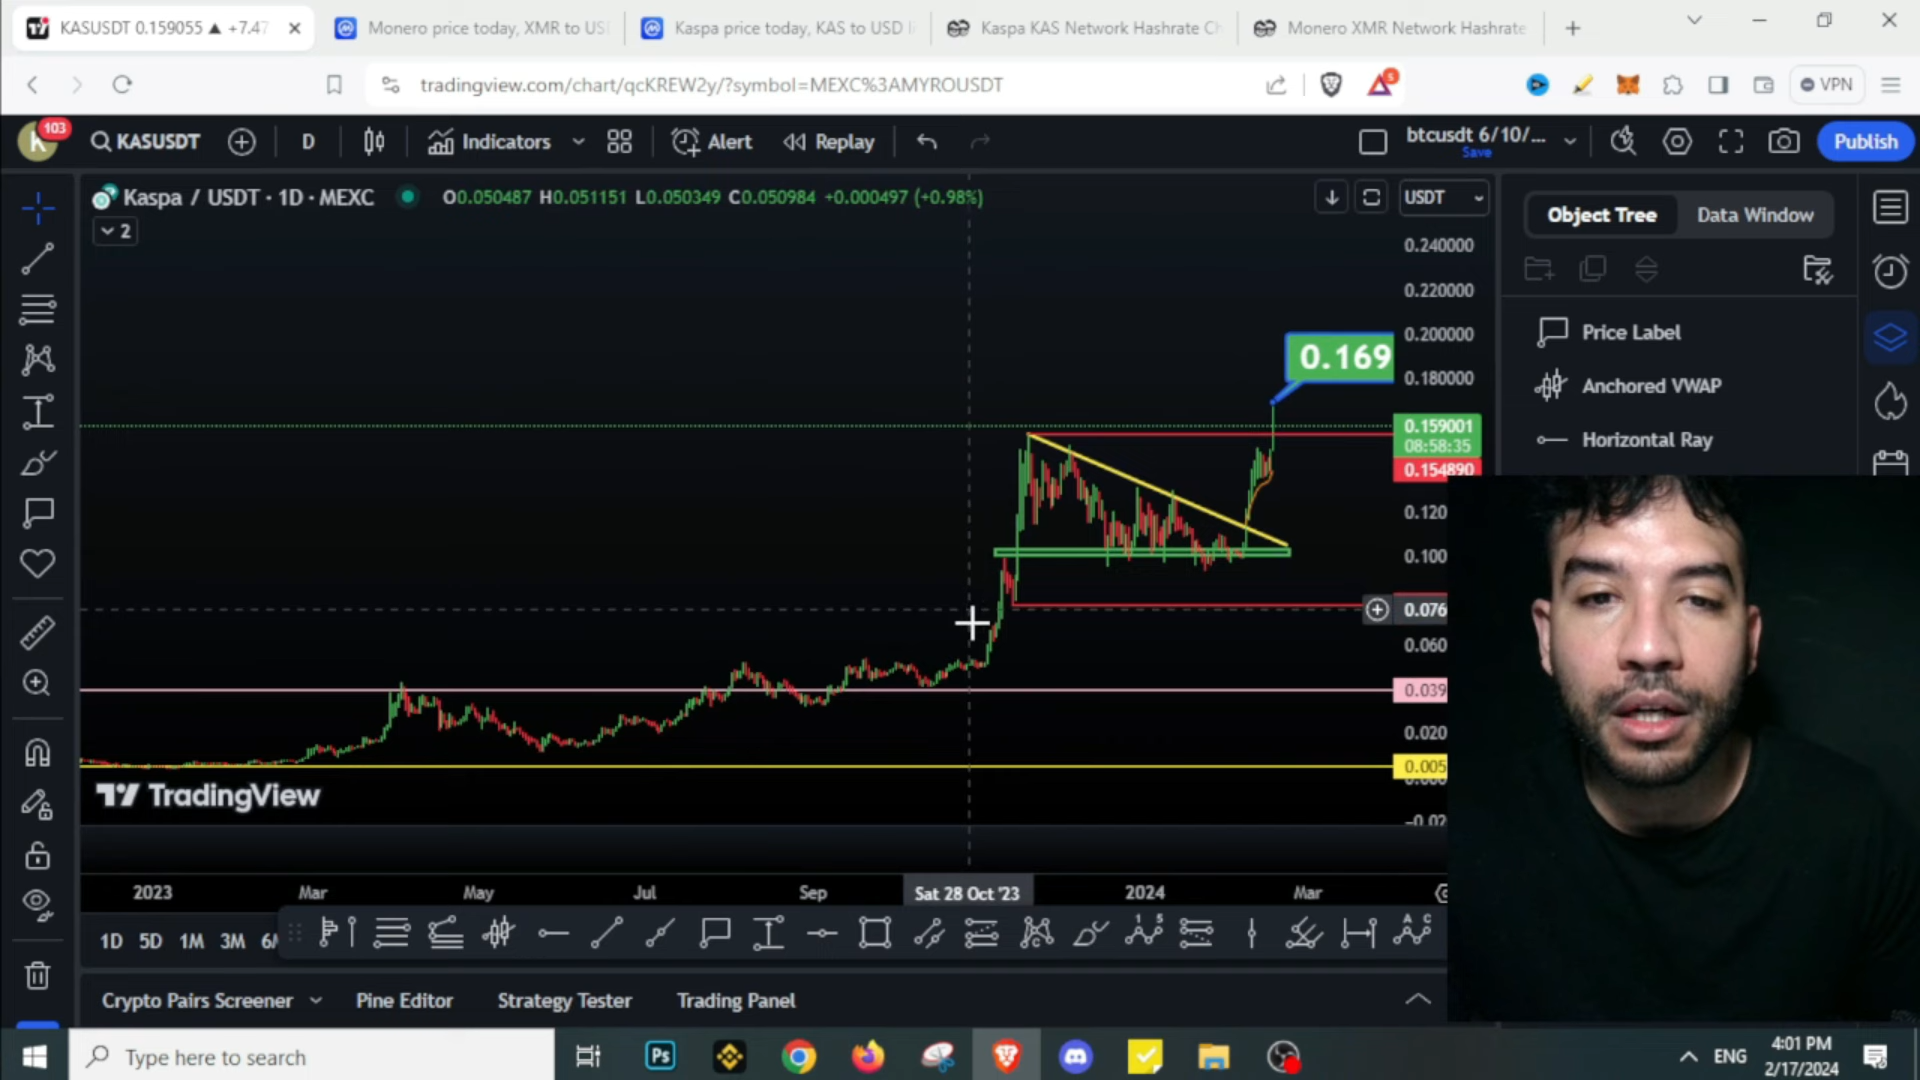 KASUSDT 0.159055 ▲ +7.47
Monero price today, XMR to US
Kaspa price today, KAS to USD li
Kaspa KAS Network Hashrate Ch
Monero XMR Network Hashrate
tradingview.com/chart/qcKREW2y/?symbol=MEXC%3AMYROUSDT
5
VPN
K
103
KASUSDT
D
Indicators
Alert
Replay
btcusdt 6/10/...
Save
Publish
Kaspa / USDT · 1D · MEXC
O0.050487 H0.051151 L0.050349 C0.050984 +0.000497 (+0.98%)
USDT
2
Object Tree
Data Window
0.240000
0.220000
0.200000
0.180000
0.169
0.159001
08:58:35
0.154890
0.120
0.100
0.076
0.060
0.039
0.020
0.005
−0.020
Price Label
Anchored VWAP
Horizontal Ray
TradingView
2023
Mar
May
Jul
Sep
Sat 28 Oct '23
2024
Mar
1D
5D
1M
3M
Crypto Pairs Screener
Pine Editor
Strategy Tester
Trading Panel
Type here to search
Ps
ENG
4:01 PM
2/17/2024